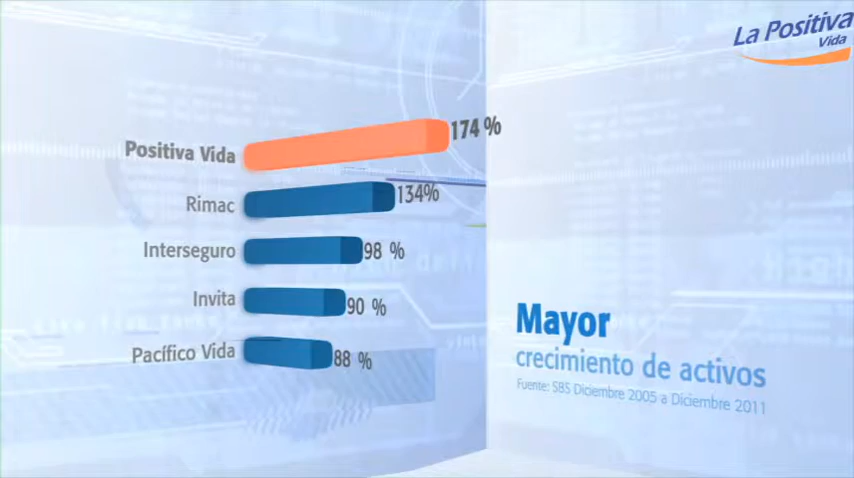 La Positiva
Vida
Positiva Vida 174 %
Rimac 134%
Interseguro 98 %
Invita 90 %
Pacífico Vida 88 %
Mayor
crecimiento de activos
Fuente: SBS Diciembre 2005 a Diciembre 2011